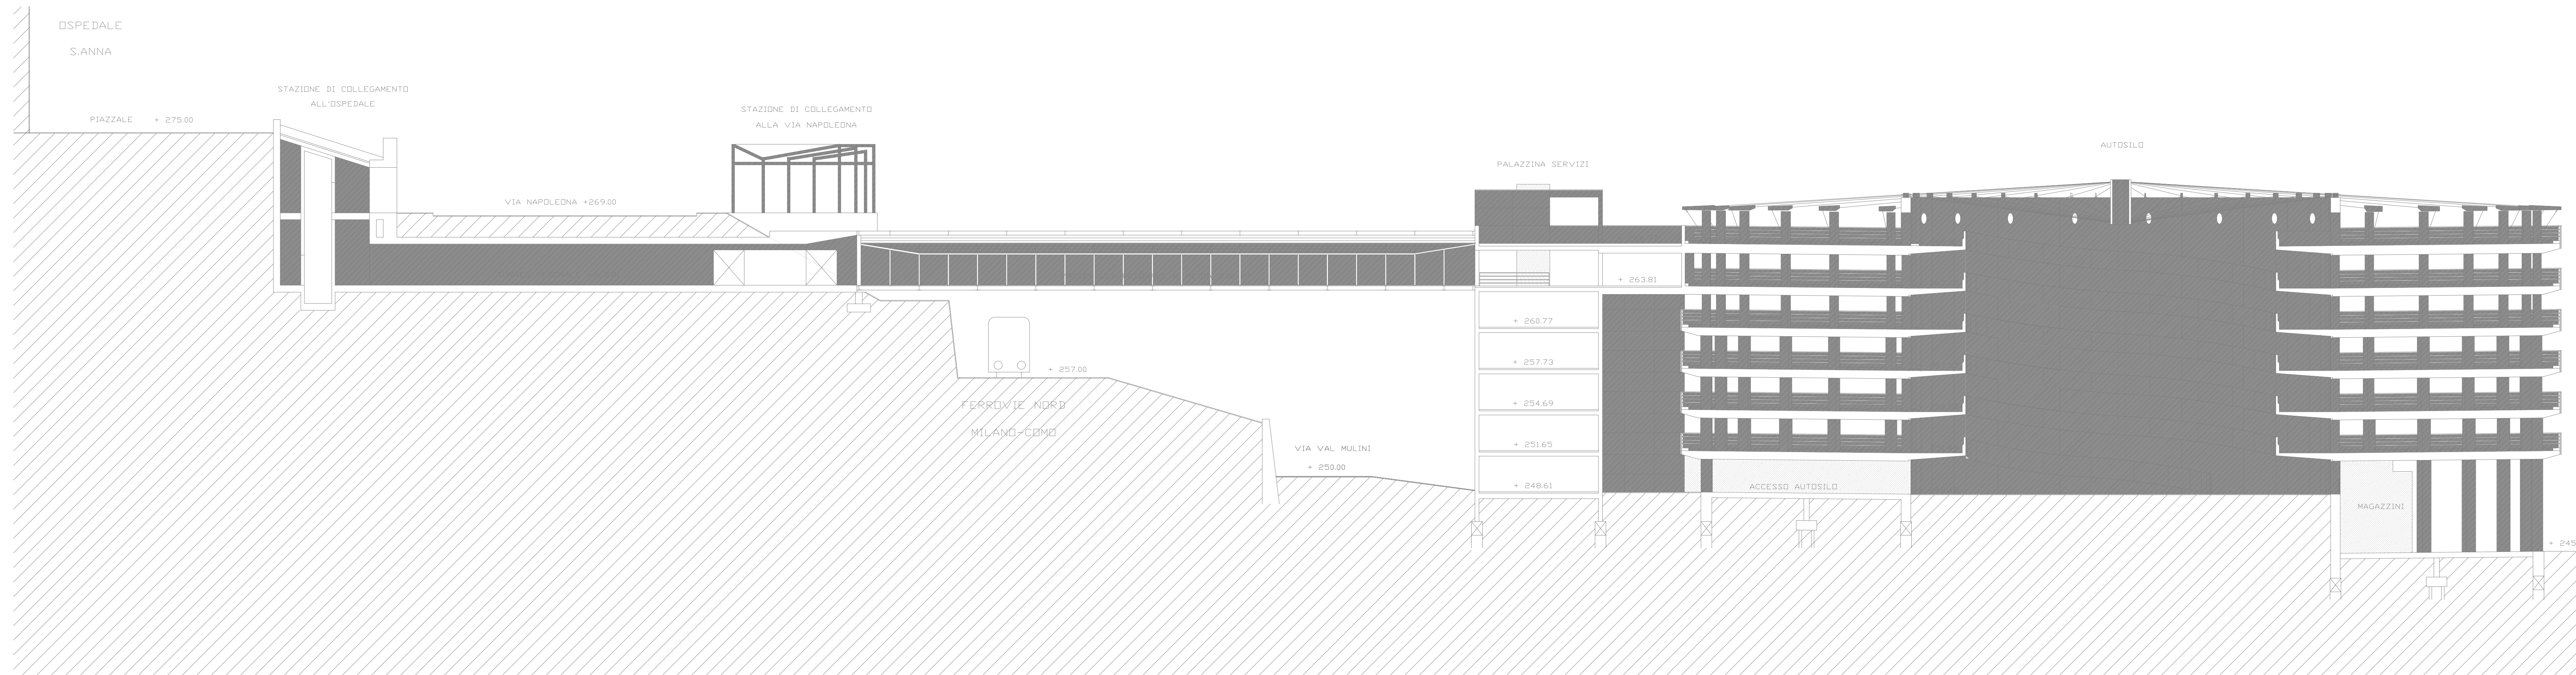 OSPEDALE
S.ANNA
PIAZZALE + 275.00
STAZIONE DI COLLEGAMENTO
ALL'OSPEDALE
VIA NAPOLEONA +269.00
STAZIONE DI COLLEGAMENTO
ALLA VIA NAPOLEONA
+ 257.00
FERROVIE NORD
MILANO-COMO
VIA VAL MULINI
+ 250.00
PALAZZINA SERVIZI
+ 263.81
+ 260.77
+ 257.73
+ 254.69
+ 251.65
+ 248.61
AUTOSILO
ACCESSO AUTOSILO
MAGAZZINI
+ 245